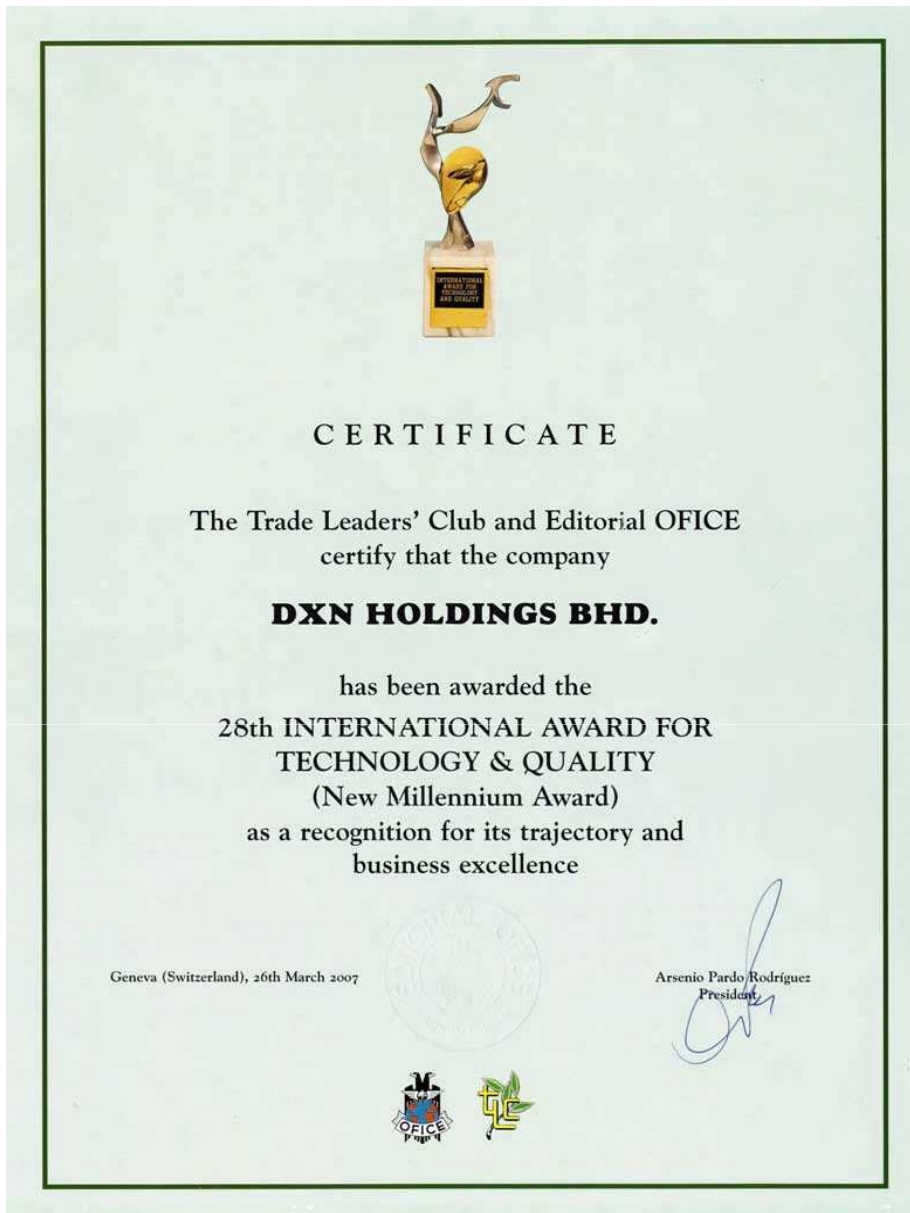 INTERNATIONAL
AWARD FOR
TECHNOLOGY
AND QUALITY
CERTIFICATE
The Trade Leaders' Club and Editorial OFICE
certify that the company
DXN HOLDINGS BHD.
has been awarded the
28th INTERNATIONAL AWARD FOR
TECHNOLOGY & QUALITY
(New Millennium Award)
as a recognition for its trajectory and
business excellence
Geneva (Switzerland), 26th March 2007
Arsenio Pardo Rodríguez
President
OFICE
TLC